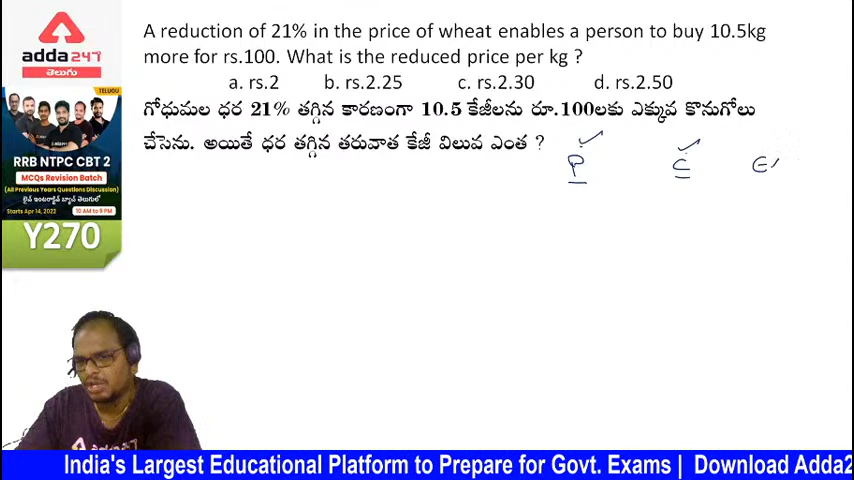 A reduction of 21% in the price of wheat enables a person to buy 10.5kg
more for rs.100. What is the reduced price per kg ?
a. rs.2 b. rs.2.25 c. rs.2.30 d. rs.2.50
గోధుమల ధర 21% తగ్గిన కారణంగా 10.5 కేజీలను రూ.100లకు ఎక్కువ కొనుగోలు
చేసెను. అయితే ధర తగ్గిన తరువాత కేజీ విలువ ఎంత ?
P C
adda247
తెలుగు
TELUGU
RRB NTPC CBT 2
MCQs Revision Batch
(All Previous Years Questions Discussion)
లైవ్ ఇంటరాక్టివ్ బ్యాచ్ తెలుగులో
Starts Apr 14, 2022 10 AM to 9 PM
Y270
India's Largest Educational Platform to Prepare for Govt. Exams | Download Adda2